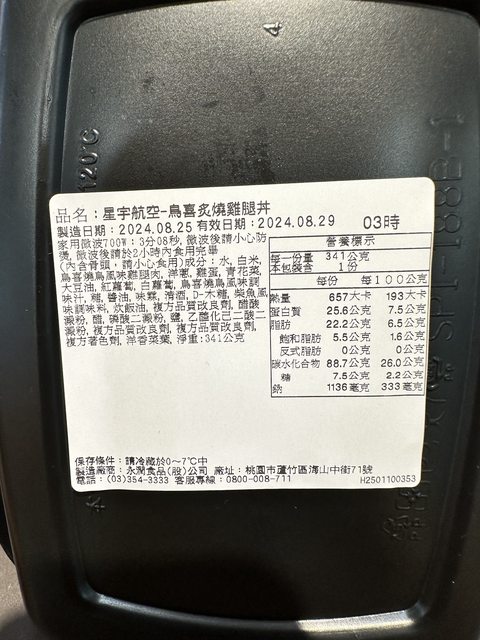 4
120°C
品名：星宇航空-鳥喜炙燒雞腿丼
製造日期：2024.08.25 有效日期：2024.08.29 03時
家用微波700W：3分08秒, 微波後請小心防
燙, 微波後請於2小時內食用完畢
(內含骨頭，請小心食用)成分：水, 白米,
鳥喜燒鳥風味雞腿肉, 洋蔥, 雞蛋, 青花菜,
大豆油, 紅蘿蔔, 白蘿蔔, 鳥喜燒鳥風味調
味汁, 糖, 醬油, 味霖, 清酒, D-木糖, 柴魚風
味調味料, 炊飯油, 複方品質改良劑, 醋酸
澱粉, 醋, 磷酸二澱粉, 鹽, 乙醯化己二酸二
澱粉, 複方品質改良劑, 複方品質改良劑,
複方著色劑, 洋香菜葉, 淨重:341公克
營養標示
每一份量 341公克
本包裝含 1份
每份 每100公克
熱量 657大卡 193大卡
蛋白質 25.6公克 7.5公克
脂肪 22.2公克 6.5公克
飽和脂肪 5.5公克 1.6公克
反式脂肪 0公克 0公克
碳水化合物 88.7公克 26.0公克
糖 7.5公克 2.2公克
鈉 1136毫克 333毫克
保存條件：請冷藏於0～7℃中
製造廠商：永潤食品(股)公司 廠址：桃園市蘆竹區海山中街71號
電話：(03)354-3333 客服專線：0800-008-711
H2501100353